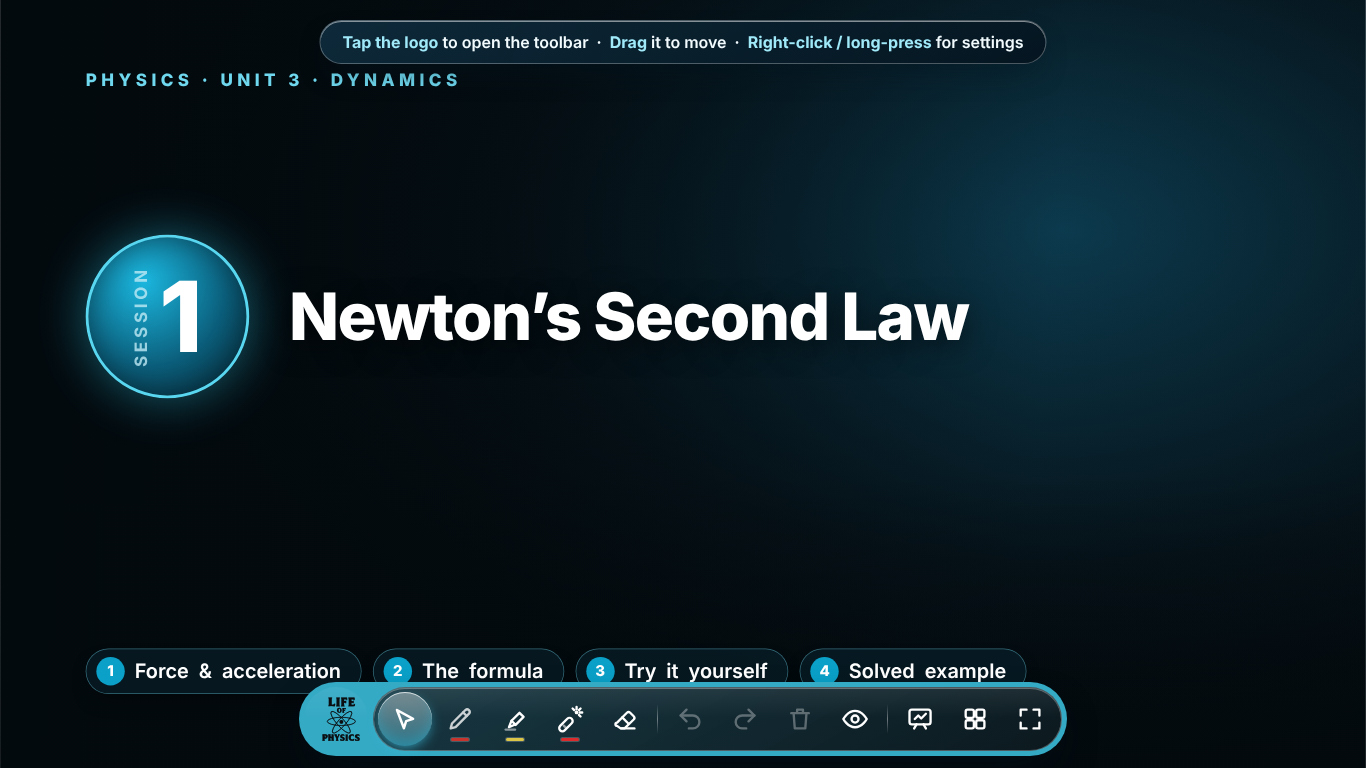 Tap the logo to open the toolbar · Drag it to move · Right-click / long-press for settings
PHYSICS · UNIT 3 · DYNAMICS
SESSION 1
Newton’s Second Law
1 Force & acceleration
2 The formula
3 Try it yourself
4 Solved example
LIFE
OF
PHYSICS